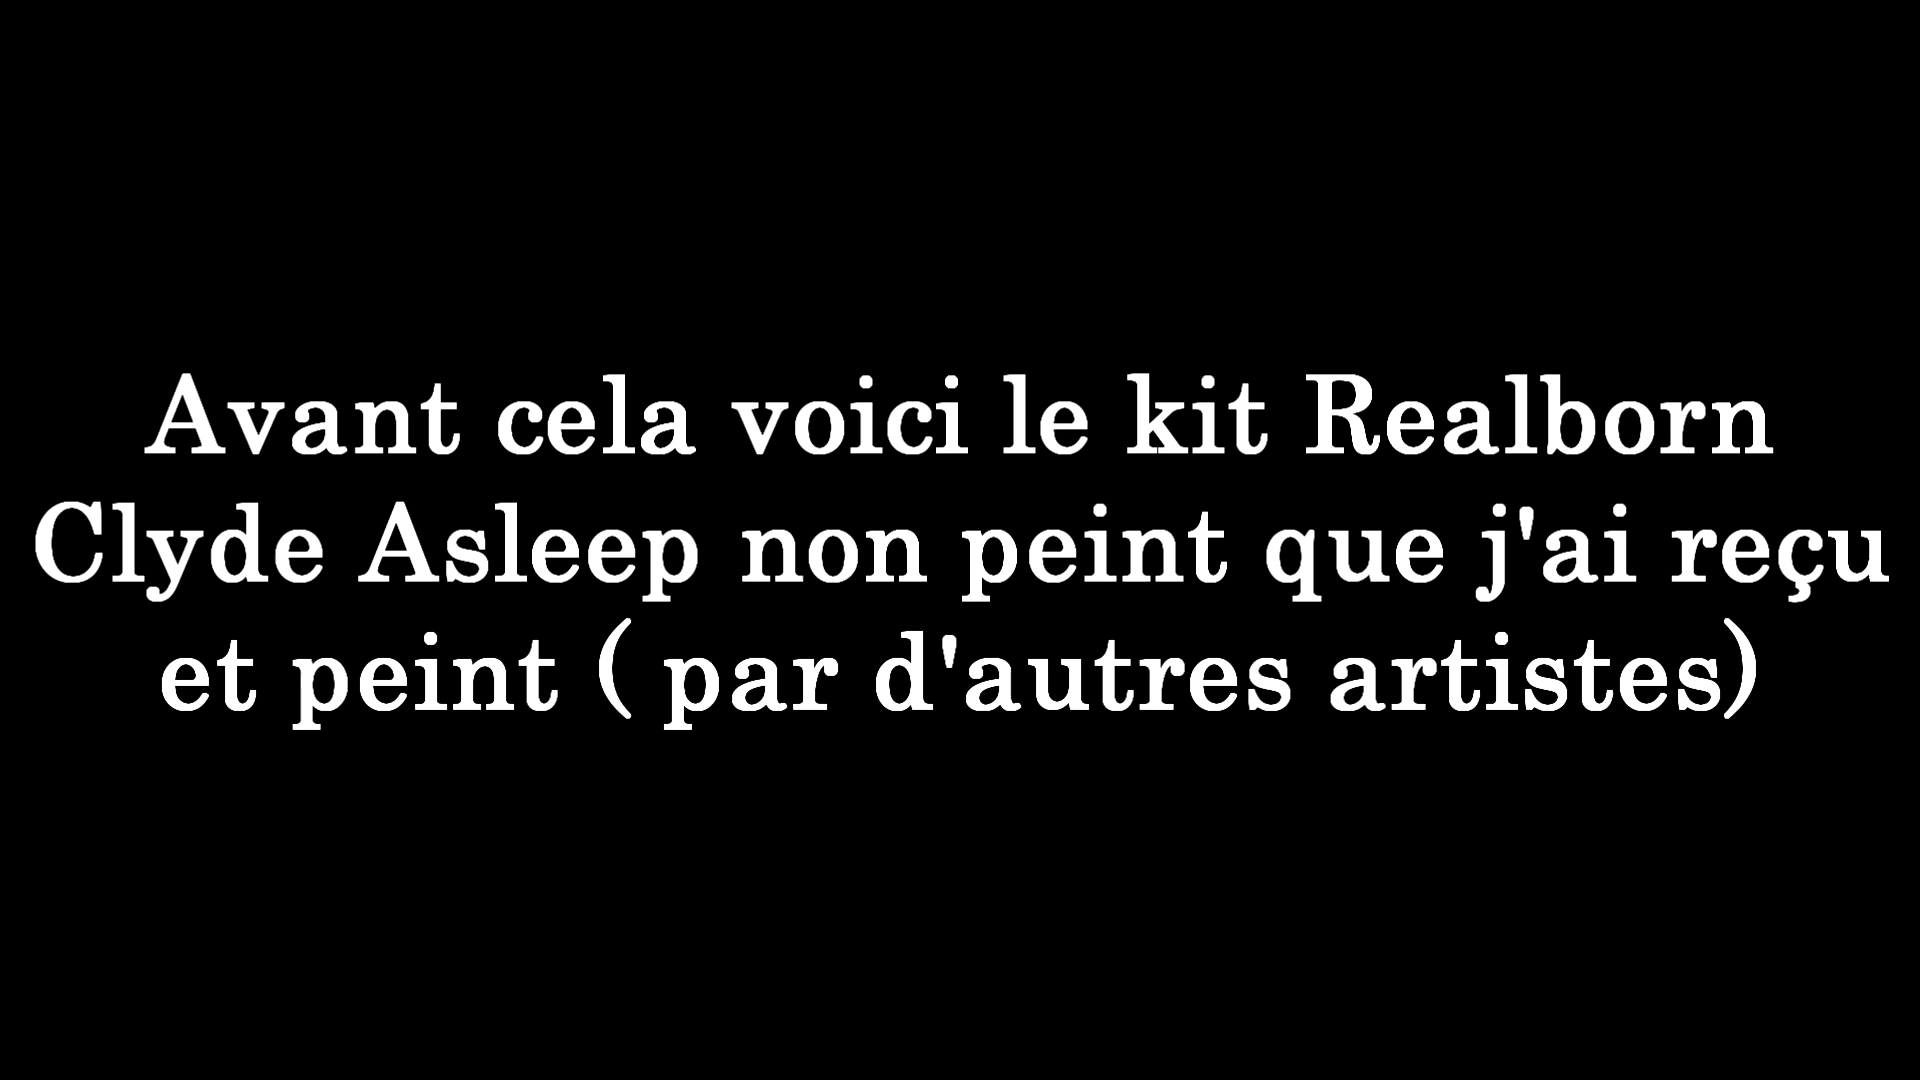 Avant cela voici le kit Realborn
Clyde Asleep non peint que j'ai reçu
et peint ( par d'autres artistes)